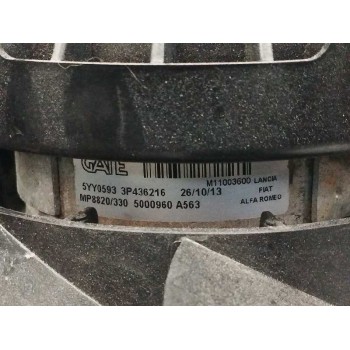 GATE
M11003600 LANCIA
5YY0593 3P436216 26/10/13 FIAT
MP8820/330 5000960 A563 ALFA ROMEO